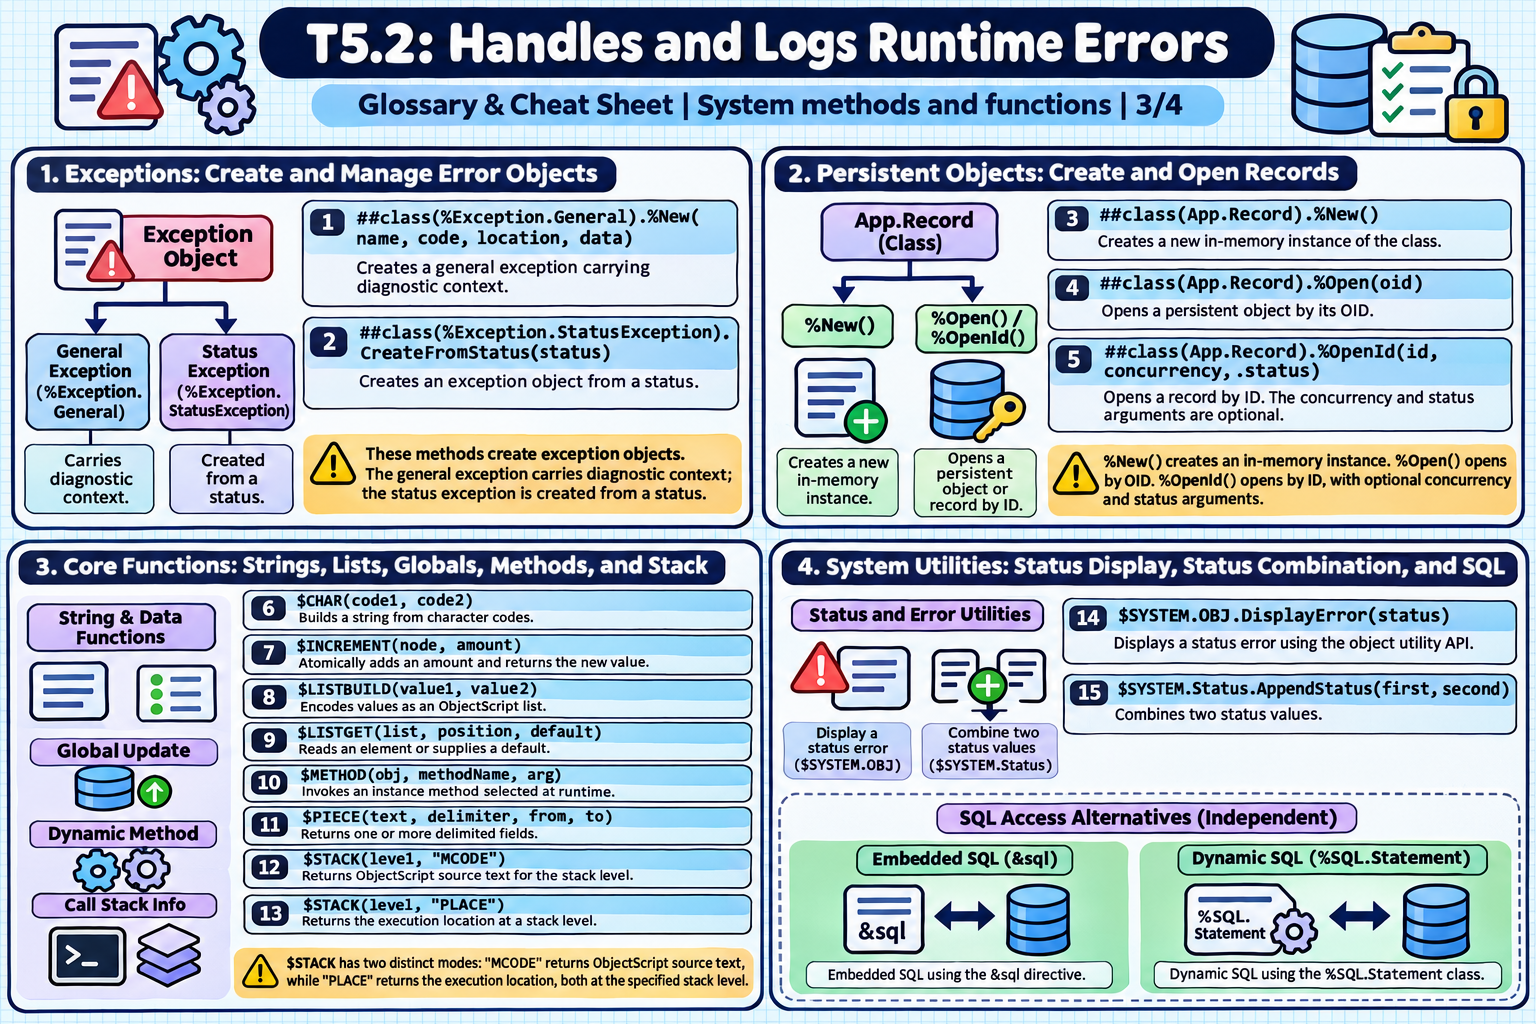 T5.2: Handles and Logs Runtime Errors
Glossary & Cheat Sheet | System methods and functions | 3/4
1. Exceptions: Create and Manage Error Objects
Exception
Object
General
Exception
(%Exception.
General)
Status
Exception
(%Exception.
StatusException)
Carries
diagnostic
context.
Created
from a
status.
1
##class(%Exception.General).%New(
name, code, location, data)
Creates a general exception carrying
diagnostic context.
2
##class(%Exception.StatusException).
CreateFromStatus(status)
Creates an exception object from a status.
These methods create exception objects.
The general exception carries diagnostic context;
the status exception is created from a status.
2. Persistent Objects: Create and Open Records
App.Record
(Class)
%New()
%Open() /
%OpenId()
Creates a new
in-memory
instance.
Opens a
persistent
object or
record by ID.
3
##class(App.Record).%New()
Creates a new in-memory instance of the class.
4
##class(App.Record).%Open(oid)
Opens a persistent object by its OID.
5
##class(App.Record).%OpenId(id,
concurrency, .status)
Opens a record by ID. The concurrency and status
arguments are optional.
%New() creates an in-memory instance. %Open() opens
by OID. %OpenId() opens by ID, with optional concurrency
and status arguments.
3. Core Functions: Strings, Lists, Globals, Methods, and Stack
String & Data
Functions
Global Update
Dynamic Method
Call Stack Info
>_
6
$CHAR(code1, code2)
Builds a string from character codes.
7
$INCREMENT(node, amount)
Atomically adds an amount and returns the new value.
8
$LISTBUILD(value1, value2)
Encodes values as an ObjectScript list.
9
$LISTGET(list, position, default)
Reads an element or supplies a default.
10
$METHOD(obj, methodName, arg)
Invokes an instance method selected at runtime.
11
$PIECE(text, delimiter, from, to)
Returns one or more delimited fields.
12
$STACK(level, "MCODE")
Returns ObjectScript source text for the stack level.
13
$STACK(level, "PLACE")
Returns the execution location at a stack level.
$STACK has two distinct modes: "MCODE" returns ObjectScript source text,
while "PLACE" returns the execution location, both at the specified stack level.
4. System Utilities: Status Display, Status Combination, and SQL
Status and Error Utilities
Display a
status error
($SYSTEM.OBJ)
Combine two
status values
($SYSTEM.Status)
14
$SYSTEM.OBJ.DisplayError(status)
Displays a status error using the object utility API.
15
$SYSTEM.Status.AppendStatus(first, second)
Combines two status values.
SQL Access Alternatives (Independent)
Embedded SQL (&sql)
&sql
Embedded SQL using the &sql directive.
Dynamic SQL (%SQL.Statement)
%SQL.
Statement
Dynamic SQL using the %SQL.Statement class.